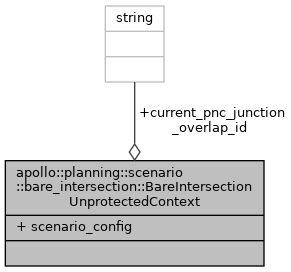 string
+current_pnc_junction
_overlap_id
apollo::planning::scenario
::bare_intersection::BareIntersection
UnprotectedContext
+ scenario_config